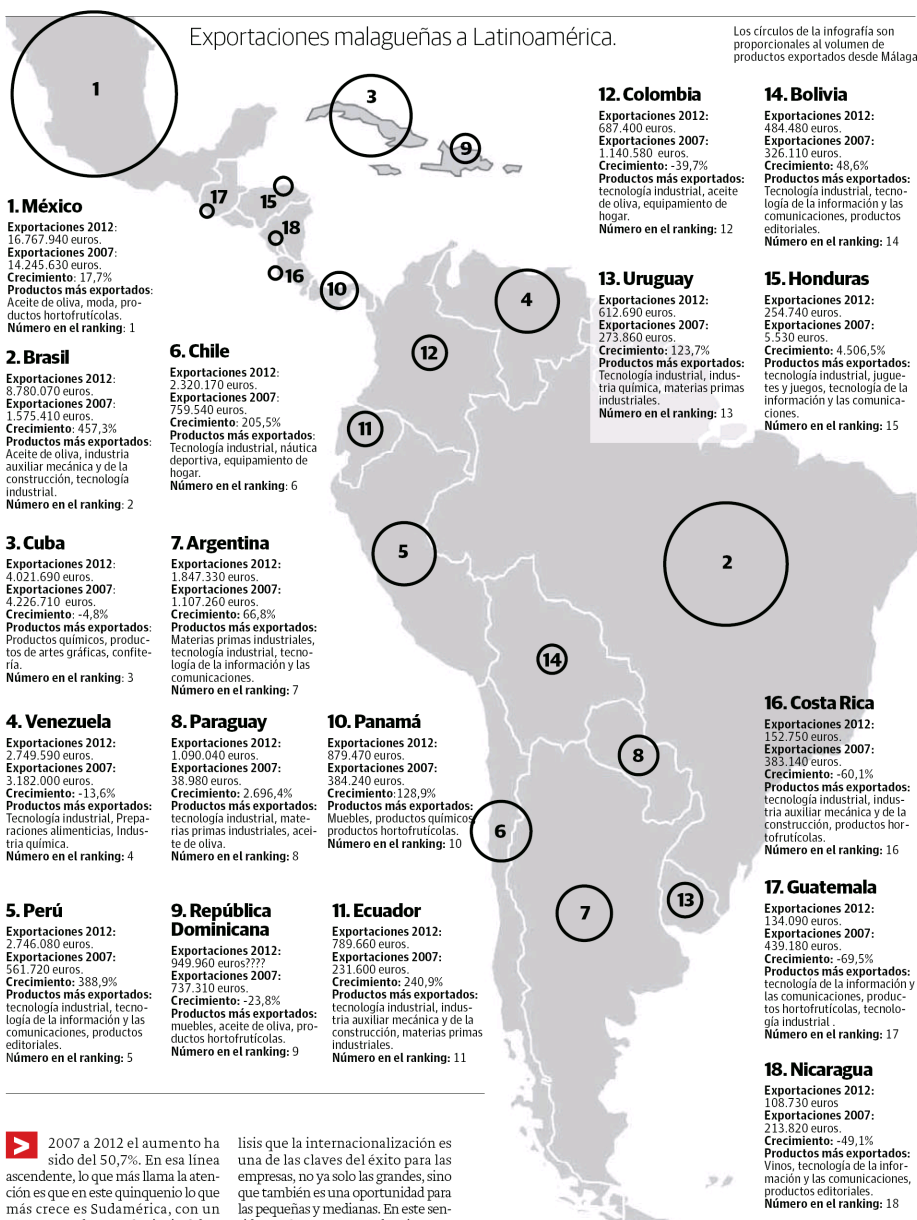 Exportaciones malagueñas a Latinoamérica.
Los círculos de la infografía son
proporcionales al volumen de
productos exportados desde Málaga
1
3
9
17
15
18
16
10
4
12
11
5
2
14
8
6
7
13
1. México
Exportaciones 2012:
16.767.940 euros.
Exportaciones 2007:
14.245.630 euros.
Crecimiento: 17,7%
Productos más exportados:
Aceite de oliva, moda, pro-
ductos hortofrutícolas.
Número en el ranking: 1
2. Brasil
Exportaciones 2012:
8.780.070 euros.
Exportaciones 2007:
1.575.410 euros.
Crecimiento: 457,3%
Productos más exportados:
Aceite de oliva, industria
auxiliar mecánica y de la
construcción, tecnología
industrial.
Número en el ranking: 2
3. Cuba
Exportaciones 2012:
4.021.690 euros.
Exportaciones 2007:
4.226.710 euros.
Crecimiento: -4,8%
Productos más exportados:
Productos químicos, produc-
tos de artes gráficas, confite-
ría.
Número en el ranking: 3
4. Venezuela
Exportaciones 2012:
2.749.590 euros.
Exportaciones 2007:
3.182.000 euros.
Crecimiento: -13,6%
Productos más exportados:
Tecnología Industrial, Prepa-
raciones alimenticias, Indus-
tria química.
Número en el ranking: 4
5. Perú
Exportaciones 2012:
2.746.080 euros.
Exportaciones 2007:
561.720 euros.
Crecimiento: 388,9%
Productos más exportados:
tecnología industrial, tecno-
logía de la información y las
comunicaciones, productos
editoriales.
Número en el ranking: 5
6. Chile
Exportaciones 2012:
2.320.170 euros.
Exportaciones 2007:
759.540 euros.
Crecimiento: 205,5%
Productos más exportados:
Tecnología industrial, náutica
deportiva, equipamiento de
hogar.
Número en el ranking: 6
7. Argentina
Exportaciones 2012:
1.847.330 euros.
Exportaciones 2007:
1.107.260 euros.
Crecimiento: 66,8%
Productos más exportados:
Materias primas industriales,
tecnología industrial, tecno-
logía de la información y las
comunicaciones.
Número en el ranking: 7
8. Paraguay
Exportaciones 2012:
1.090.040 euros.
Exportaciones 2007:
38.980 euros.
Crecimiento: 2.696,4%
Productos más exportados:
tecnología industrial, mate-
rias primas industriales, acei-
te de oliva.
Número en el ranking: 8
9. República
Dominicana
Exportaciones 2012:
949.960 euros????
Exportaciones 2007:
737.310 euros.
Crecimiento: -23,8%
Productos más exportados:
muebles, aceite de oliva, pro-
ductos hortofrutícolas.
Número en el ranking: 9
10. Panamá
Exportaciones 2012:
879.470 euros.
Exportaciones 2007:
384.240 euros.
Crecimiento:128,9%
Productos más exportados:
Muebles, productos químicos,
productos hortofrutícolas.
Número en el ranking: 10
11. Ecuador
Exportaciones 2012:
789.660 euros.
Exportaciones 2007:
231.600 euros.
Crecimiento: 240,9%
Productos más exportados:
tecnología industrial, indus-
tria auxiliar mecánica y de la
construcción, materias primas
industriales.
Número en el ranking: 11
12. Colombia
Exportaciones 2012:
687.400 euros.
Exportaciones 2007:
1.140.580 euros.
Crecimiento: -39,7%
Productos más exportados:
tecnología industrial, aceite
de oliva, equipamiento de
hogar.
Número en el ranking: 12
13. Uruguay
Exportaciones 2012:
612.690 euros.
Exportaciones 2007:
273.860 euros.
Crecimiento: 123,7%
Productos más exportados:
Tecnología industrial, indus-
tria química, materias primas
industriales.
Número en el ranking: 13
14. Bolivia
Exportaciones 2012:
484.480 euros.
Exportaciones 2007:
326.110 euros.
Crecimiento: 48,6%
Productos más exportados:
Tecnología industrial, tecno-
logía de la información y las
comunicaciones, productos
editoriales.
Número en el ranking: 14
15. Honduras
Exportaciones 2012:
254.740 euros.
Exportaciones 2007:
5.530 euros.
Crecimiento: 4.506,5%
Productos más exportados:
tecnología industrial, jugue-
tes y juegos, tecnología de la
información y las comunica-
ciones.
Número en el ranking: 15
16. Costa Rica
Exportaciones 2012:
152.750 euros.
Exportaciones 2007:
383.140 euros.
Crecimiento: -60,1%
Productos más exportados:
tecnología industrial, indus-
tria auxiliar mecánica y de la
construcción, productos hor-
tofrutícolas.
Número en el ranking: 16
17. Guatemala
Exportaciones 2012:
134.090 euros.
Exportaciones 2007:
439.180 euros.
Crecimiento: -69,5%
Productos más exportados:
tecnología de la información y
las comunicaciones, produc-
tos hortofrutícolas, tecnolo-
gía industrial .
Número en el ranking: 17
18. Nicaragua
Exportaciones 2012:
108.730 euros
Exportaciones 2007:
213.820 euros.
Crecimiento: -49,1%
Productos más exportados:
Vinos, tecnología de la infor-
mación y las comunicaciones,
productos editoriales.
Número en el ranking: 18
> 2007 a 2012 el aumento ha
sido del 50,7%. En esa línea
ascendente, lo que más llama la aten-
ción es que en este quinquenio lo que
más crece es Sudamérica, con un
lisis que la internacionalización es
una de las claves del éxito para las
empresas, no ya solo las grandes, sino
que también es una oportunidad para
las pequeñas y medianas. En este sen-